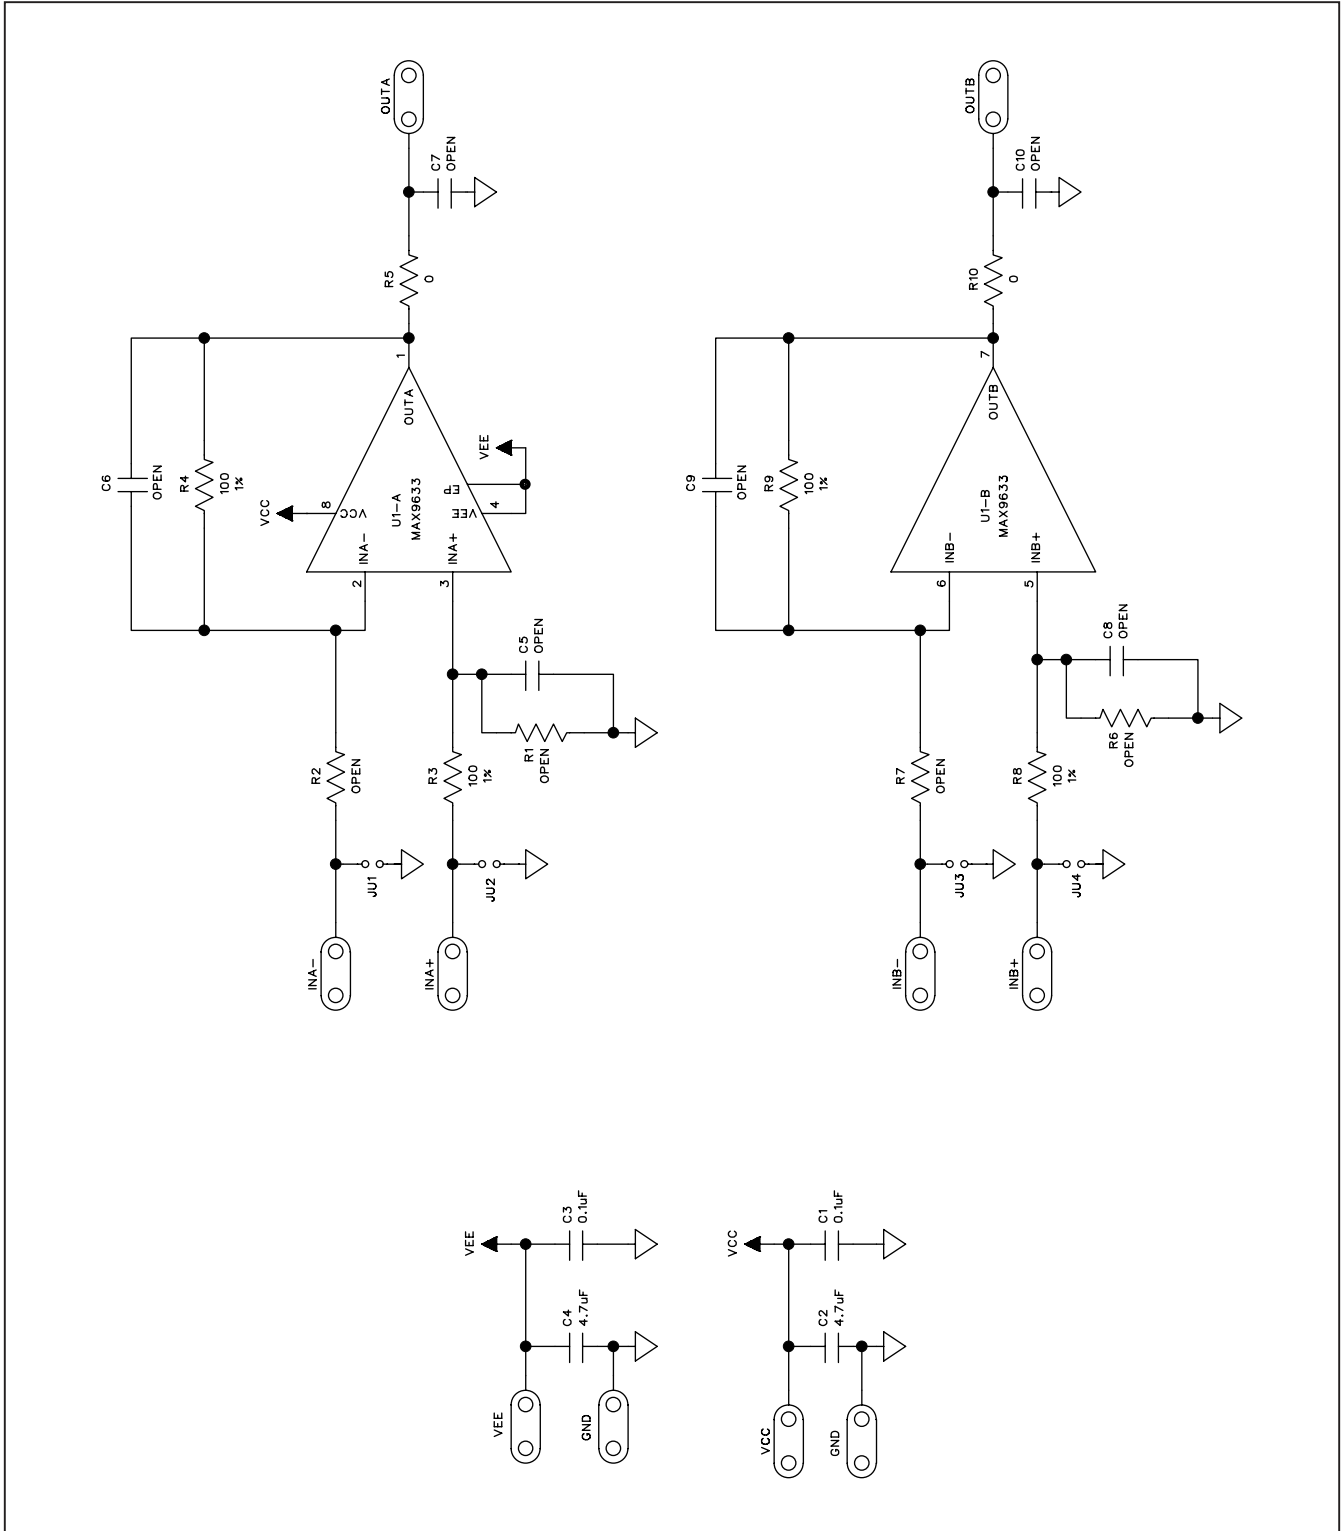 OUTA
C7
OPEN
R5
0
C6
OPEN
R4
100
1%
1
OUTA
VCC
8
VCC
U1-A
MAX9633
VEE
EP
VEE
4
INA-
INA+
2
3
C5
OPEN
R1
OPEN
R2
OPEN
R3
100
1%
JU1
JU2
INA-
INA+
OUTB
C10
OPEN
R10
0
C9
OPEN
R9
100
1%
7
OUTB
U1-B
MAX9633
INB-
INB+
6
5
C8
OPEN
R6
OPEN
R7
OPEN
R8
100
1%
JU3
JU4
INB-
INB+
VEE
C3
0.1uF
C4
4.7uF
VEE
GND
VCC
C1
0.1uF
C2
4.7uF
VCC
GND